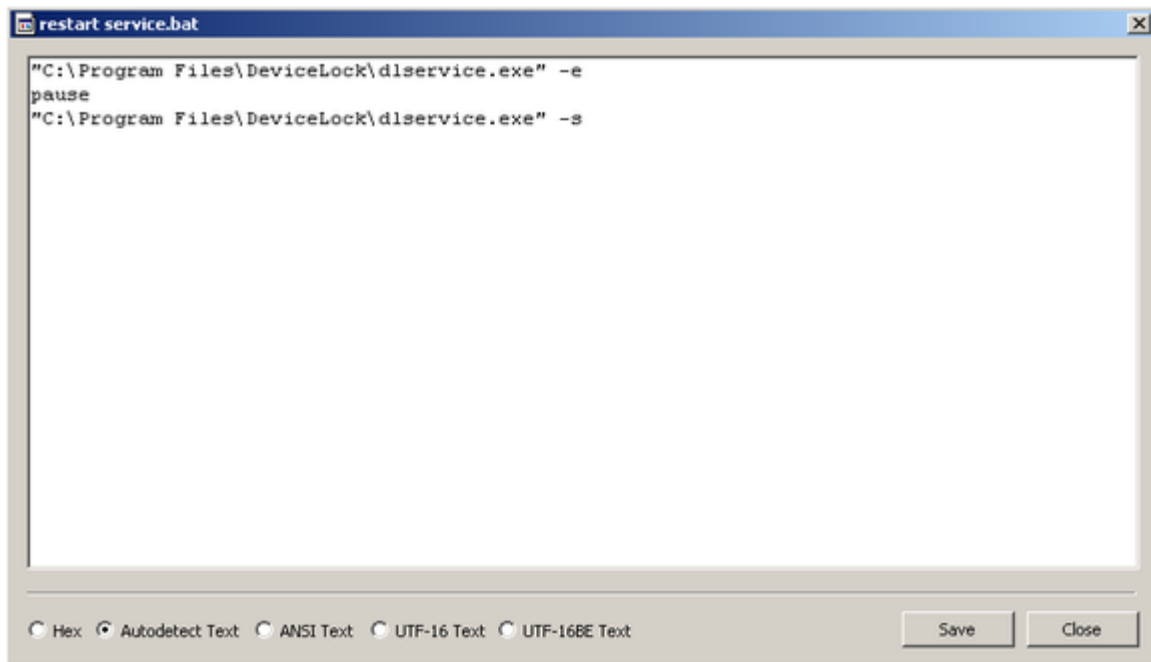 restart service.bat
"C:\Program Files\DeviceLock\dlservice.exe" -e
pause
"C:\Program Files\DeviceLock\dlservice.exe" -s
Hex Autodetect Text ANSI Text UTF-16 Text UTF-16BE Text Save Close